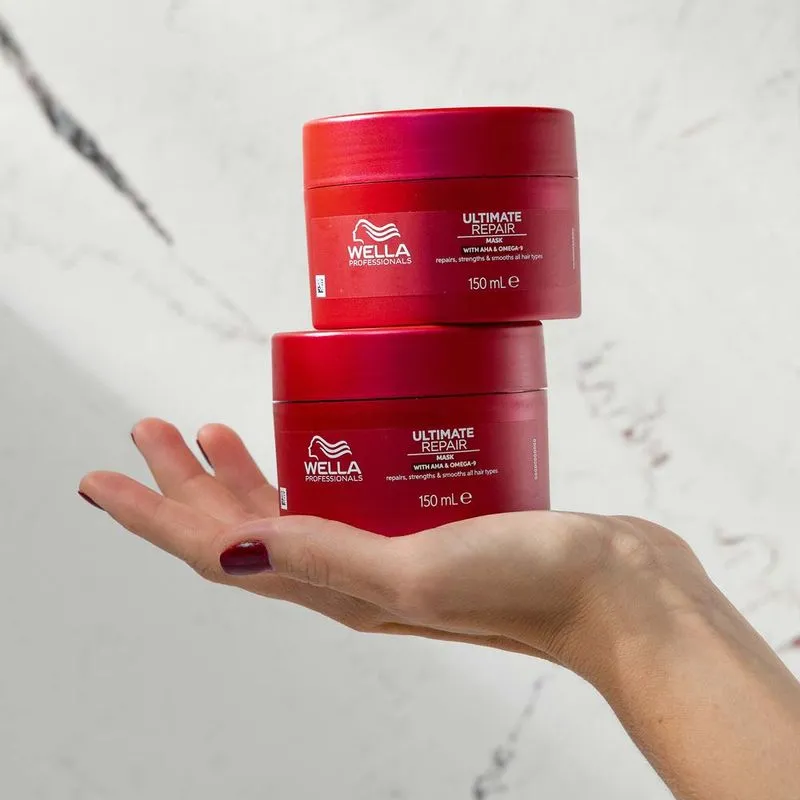 WELLA
PROFESSIONALS
ULTIMATE
REPAIR
MASK
WITH AHA & OMEGA-9
repairs, strengths & smooths all hair types
150 mL e
WELLA
PROFESSIONALS
ULTIMATE
REPAIR
MASK
WITH AHA & OMEGA-9
repairs, strengths & smooths all hair types
150 mL e